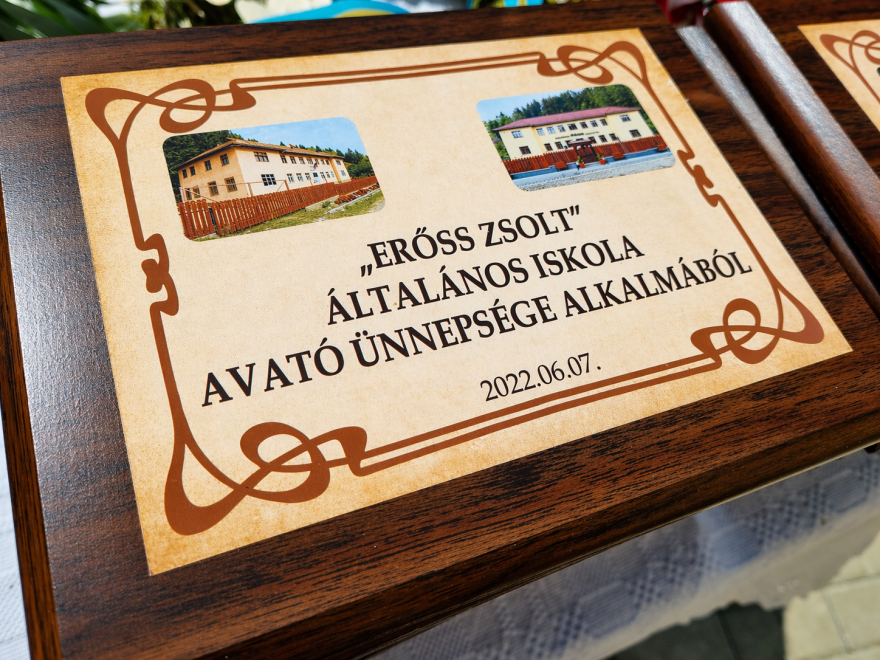 „ERŐSS ZSOLT”
ÁLTALÁNOS ISKOLA
AVATÓ ÜNNEPSÉGE ALKALMÁBÓL
2022.06.07.